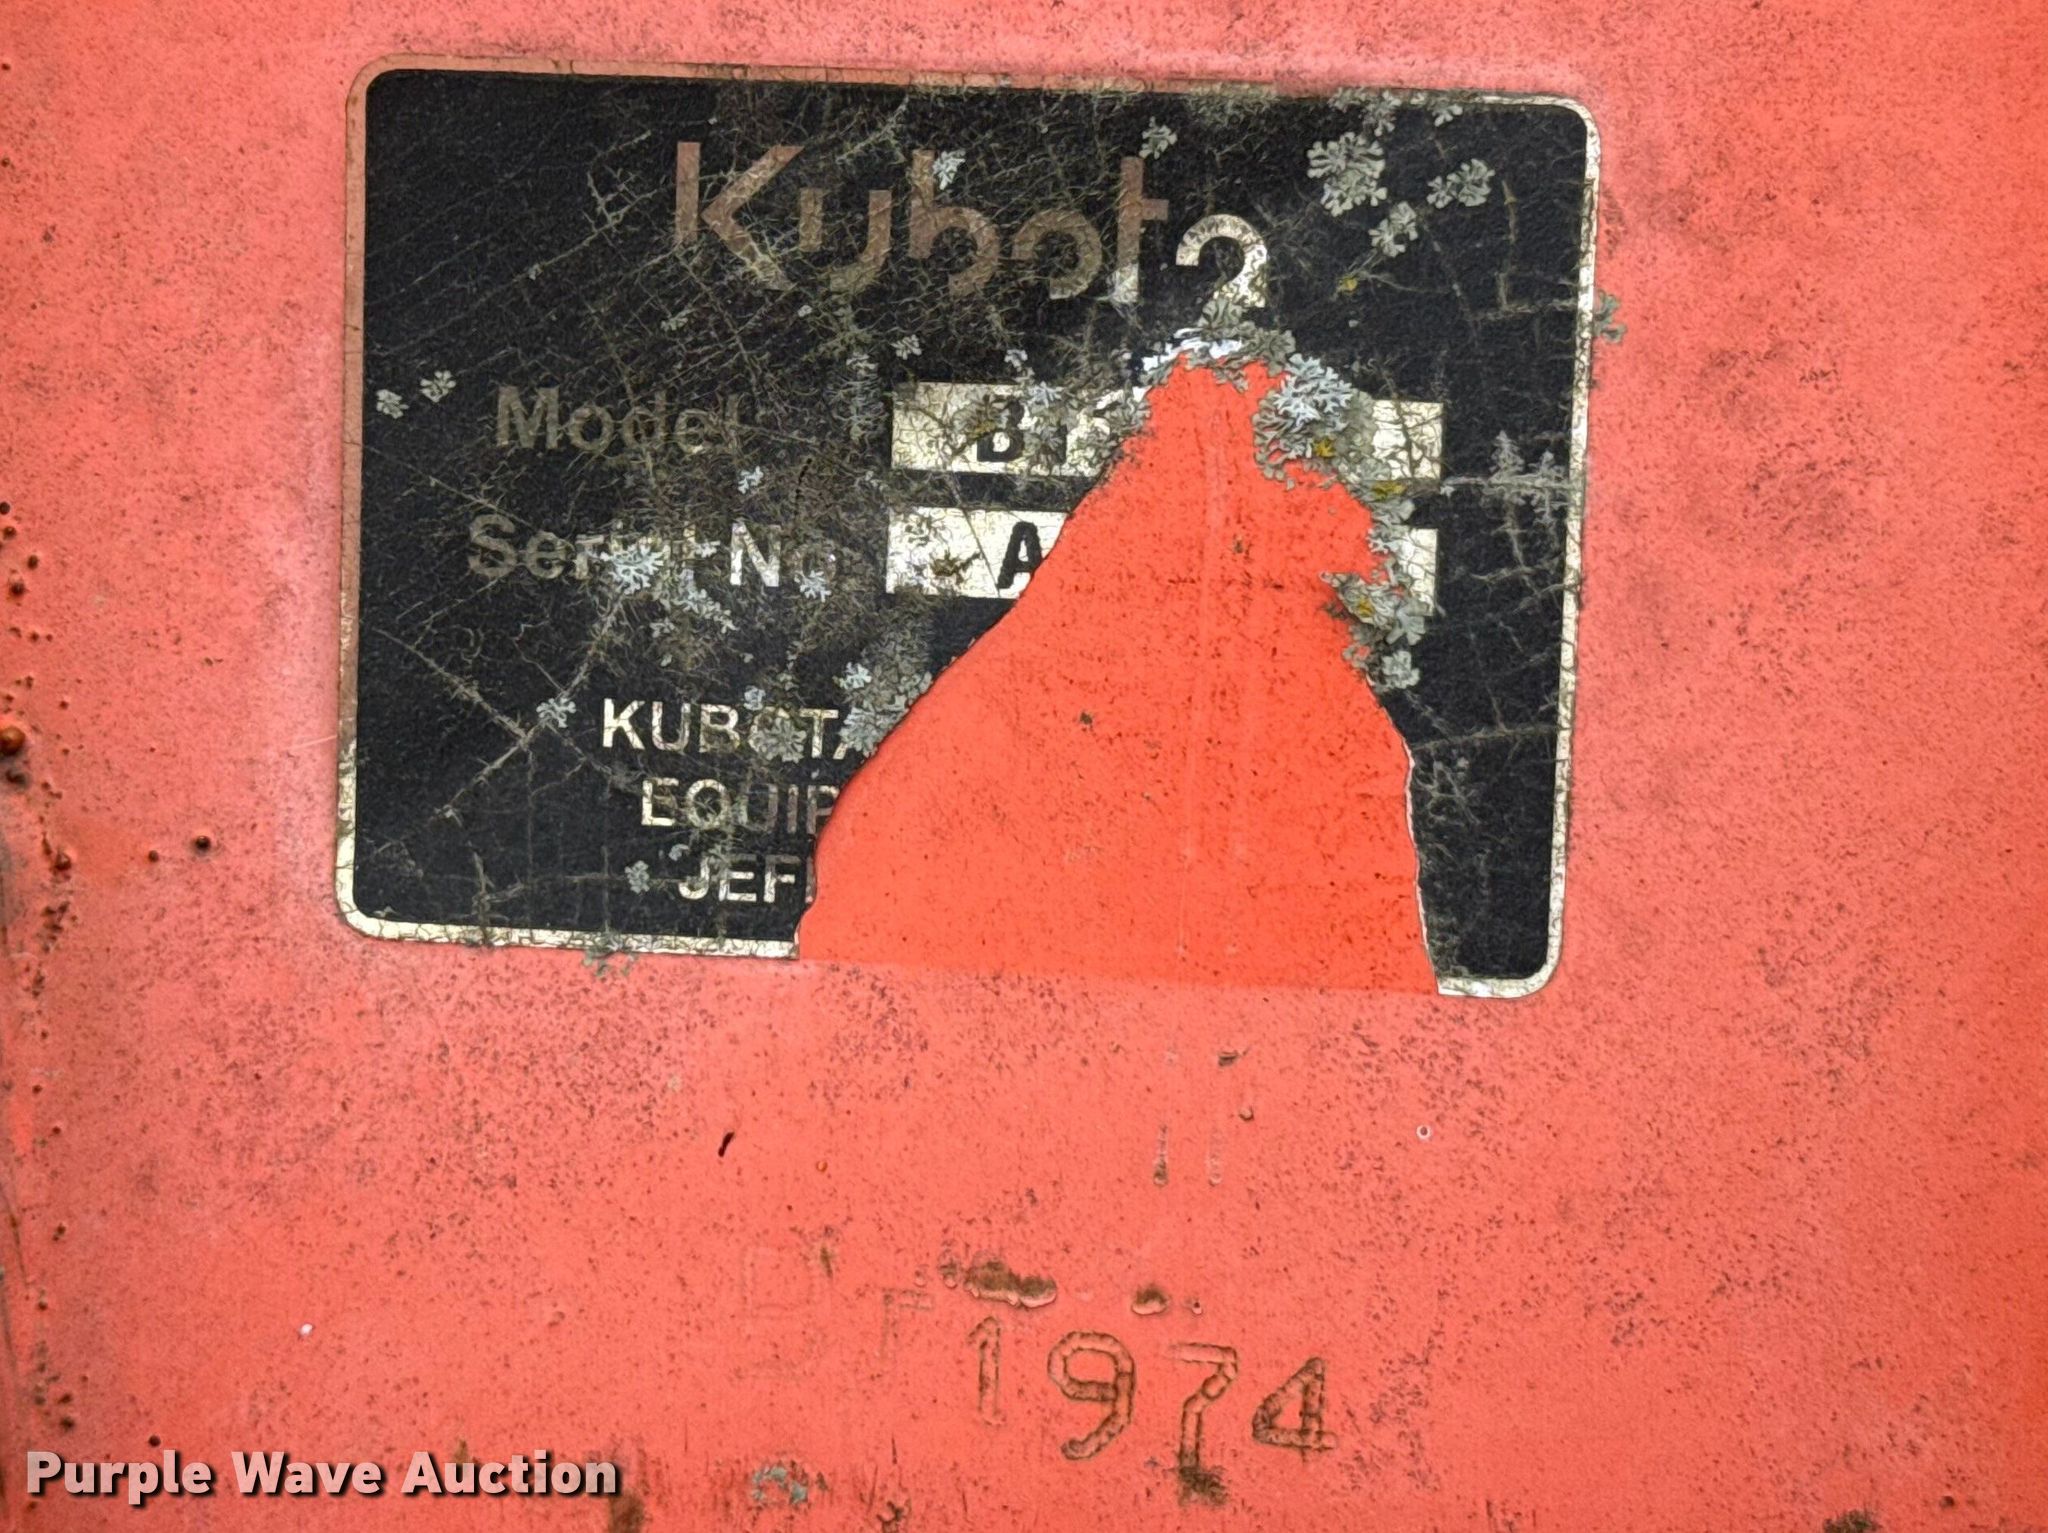 Kubota
Model B
Serial No. A
KUBOTA
EQUIP
JEF
1974
Purple Wave Auction